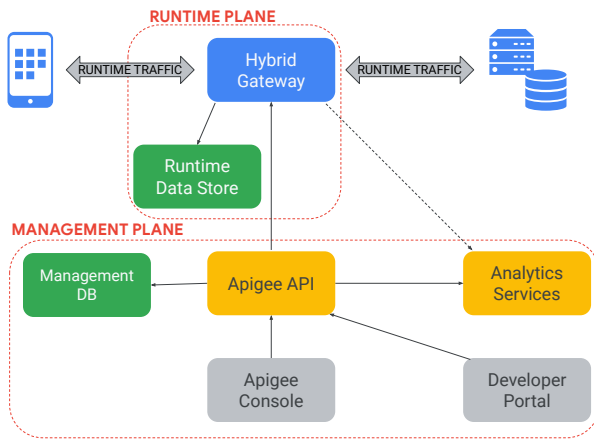 RUNTIME PLANE
RUNTIME TRAFFIC
Hybrid
Gateway
RUNTIME TRAFFIC
Runtime
Data Store
MANAGEMENT PLANE
Management
DB
Apigee API
Analytics
Services
Apigee
Console
Developer
Portal